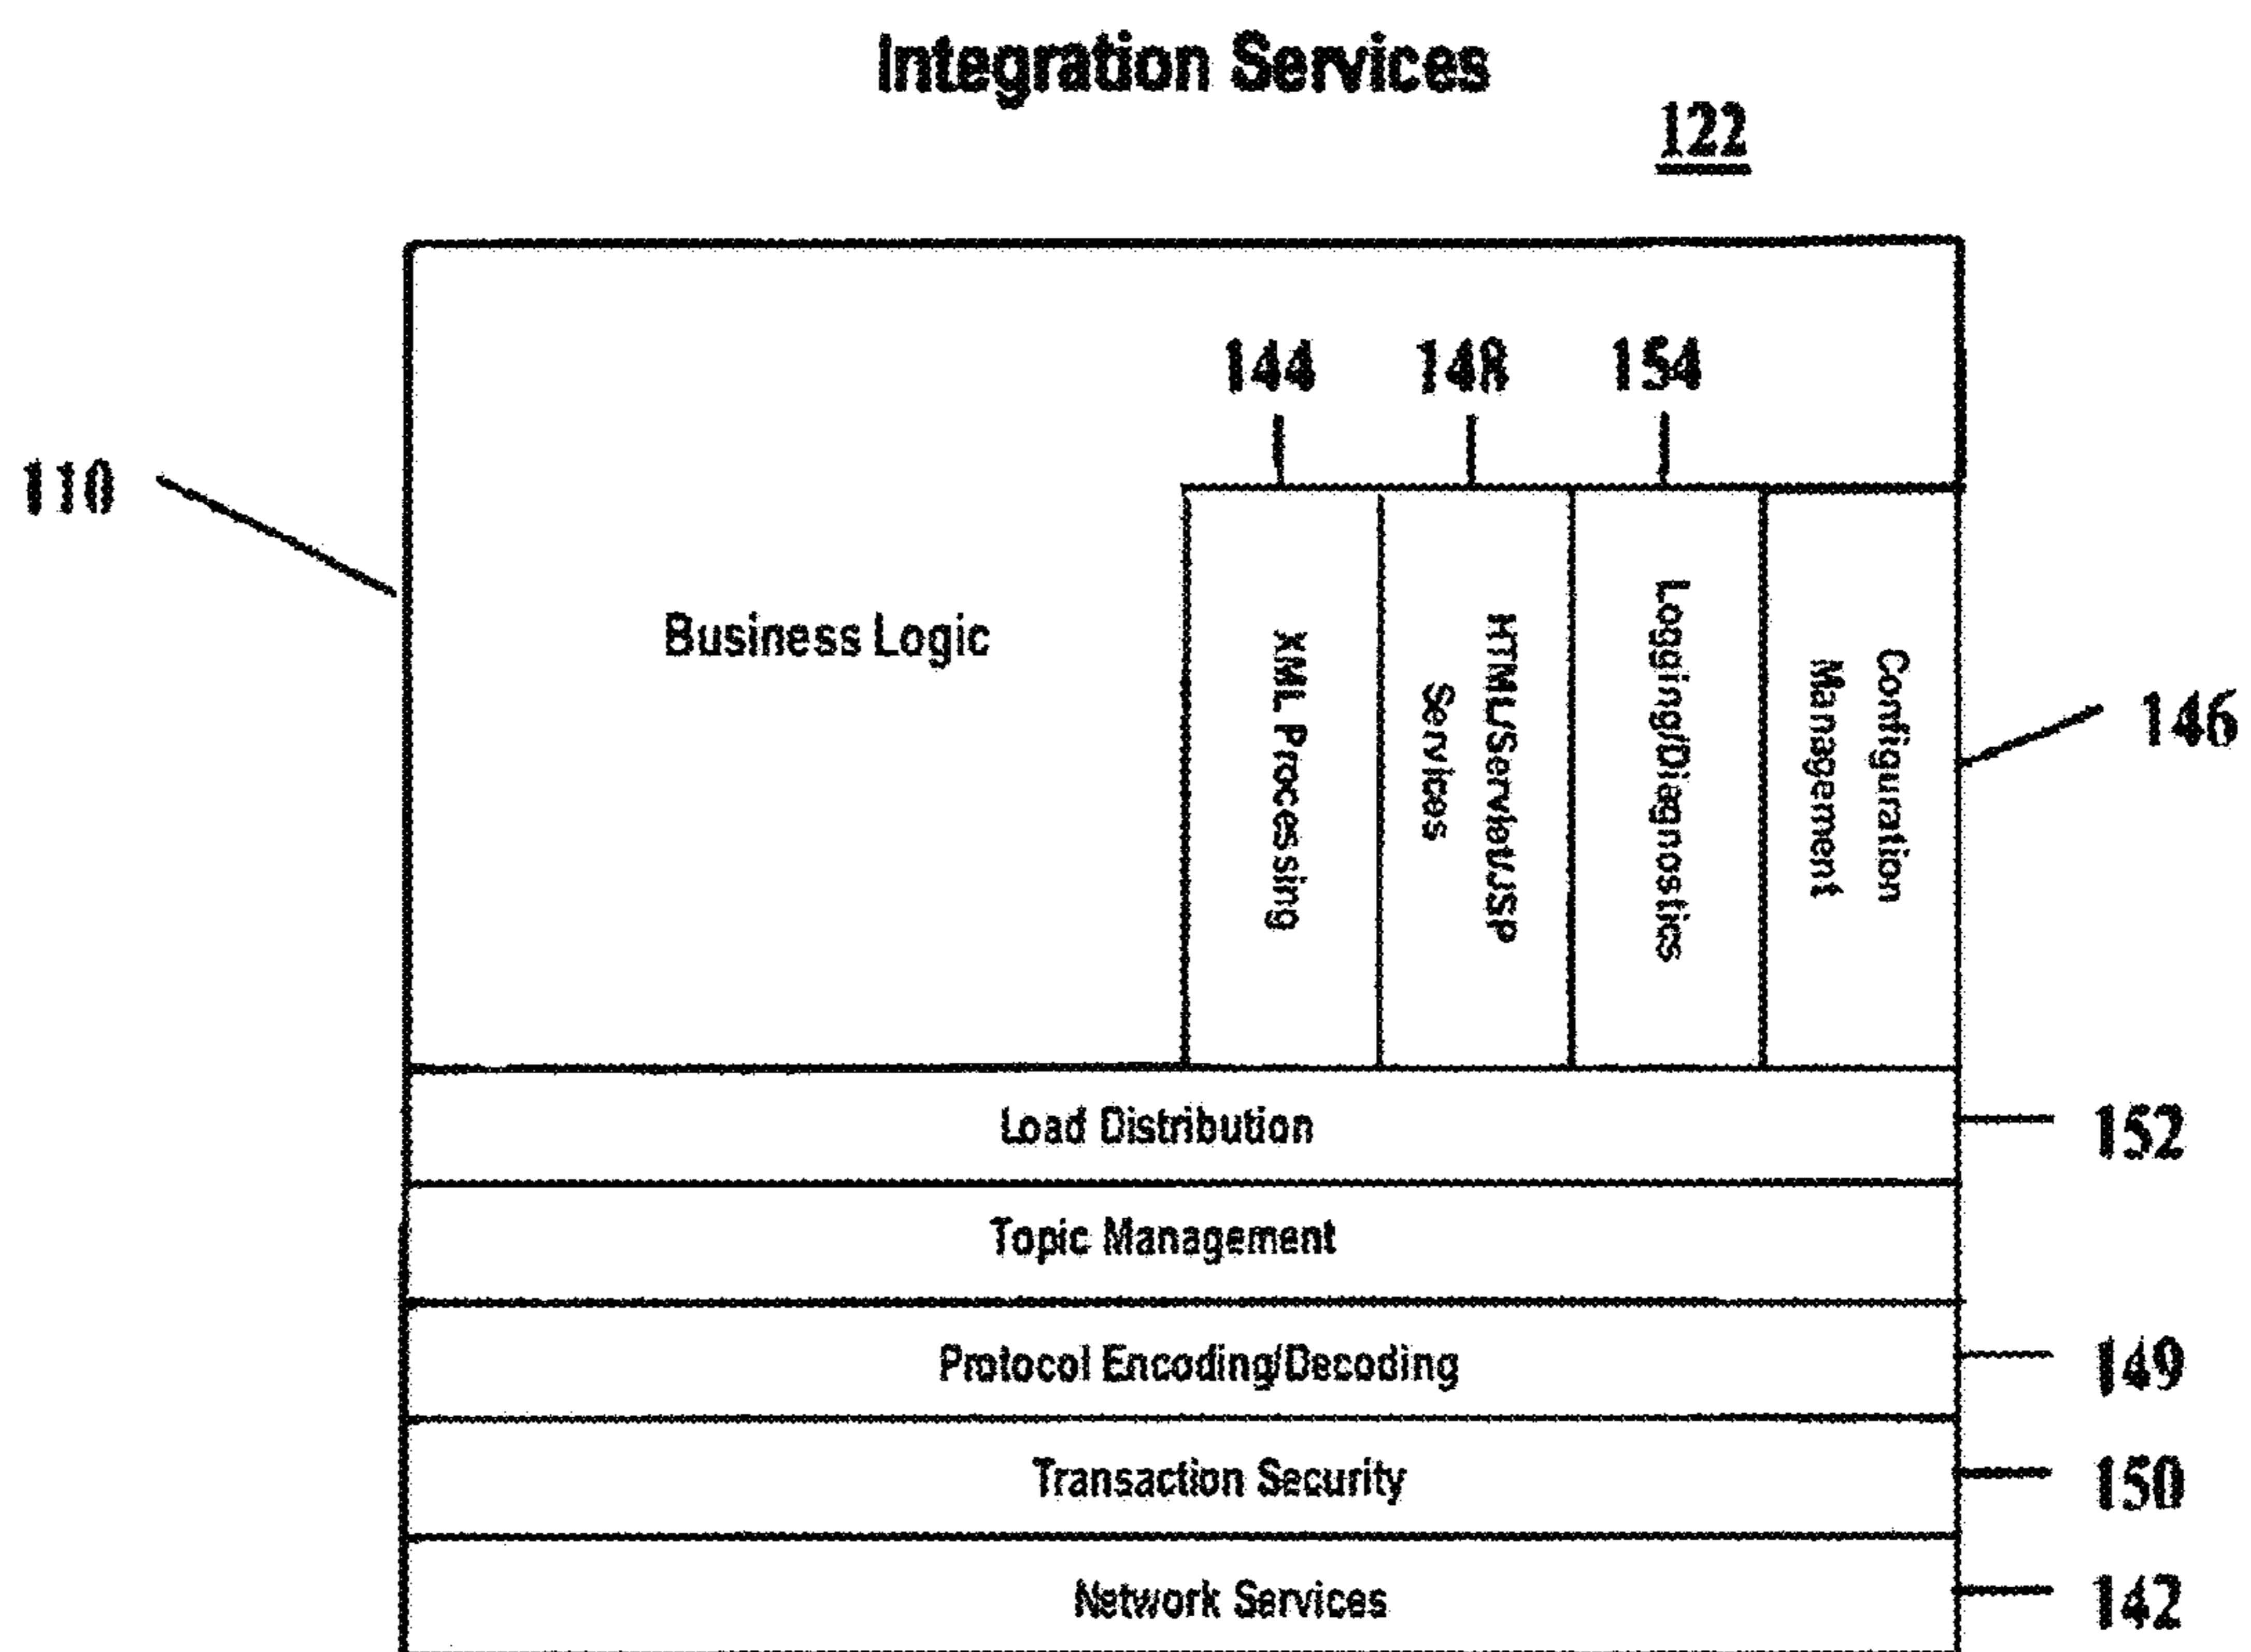 Integration Services
122
144 148 154
110
Business Logic
XML Processing
HTML/Servlet/JSP
Services
Logging/Diagnostics
Configuration
Management
146
Load Distribution
152
Topic Management
Protocol Encoding/Decoding
149
Transaction Security
150
Network Services
142